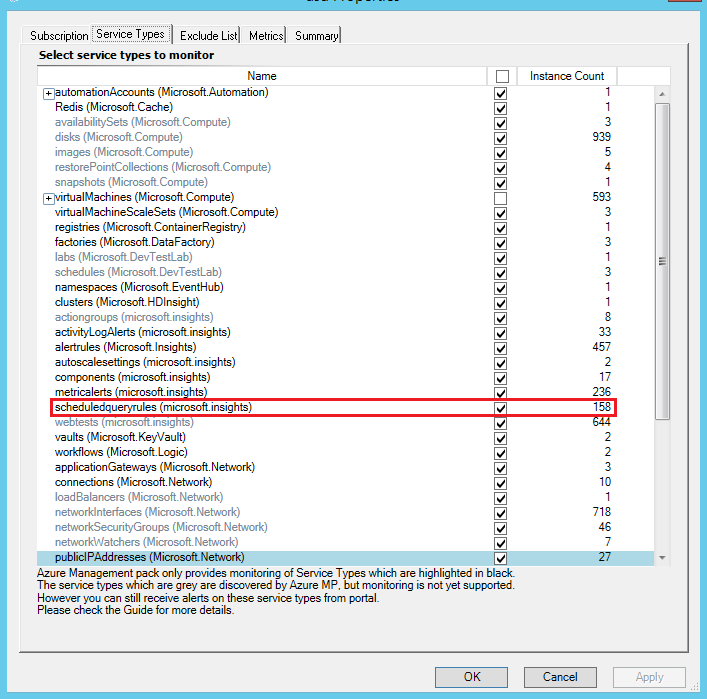 Subscription Service Types Exclude List Metrics Summary
Select service types to monitor
Name Instance Count
automationAccounts (Microsoft.Automation) 1
Redis (Microsoft.Cache) 1
availabilitySets (Microsoft.Compute) 3
disks (Microsoft.Compute) 939
images (Microsoft.Compute) 5
restorePointCollections (Microsoft.Compute) 4
snapshots (Microsoft.Compute) 1
virtualMachines (Microsoft.Compute) 593
virtualMachineScaleSets (Microsoft.Compute) 3
registries (Microsoft.ContainerRegistry) 1
factories (Microsoft.DataFactory) 3
labs (Microsoft.DevTestLab) 1
schedules (Microsoft.DevTestLab) 3
namespaces (Microsoft.EventHub) 1
clusters (Microsoft.HDInsight) 1
actiongroups (microsoft.insights) 8
activityLogAlerts (microsoft.insights) 33
alertrules (Microsoft.Insights) 457
autoscalesettings (microsoft.insights) 2
components (microsoft.insights) 17
metricalerts (microsoft.insights) 236
scheduledqueryrules (microsoft.insights) 158
webtests (microsoft.insights) 644
vaults (Microsoft.KeyVault) 2
workflows (Microsoft.Logic) 2
applicationGateways (Microsoft.Network) 3
connections (Microsoft.Network) 10
loadBalancers (Microsoft.Network) 1
networkInterfaces (Microsoft.Network) 718
networkSecurityGroups (Microsoft.Network) 46
networkWatchers (Microsoft.Network) 7
publicIPAddresses (Microsoft.Network) 27
Azure Management pack only provides monitoring of Service Types which are highlighted in black.
The service types which are grey are discovered by Azure MP, but monitoring is not yet supported.
However you can still receive alerts on these service types from portal.
Please check the Guide for more details.
OK Cancel Apply